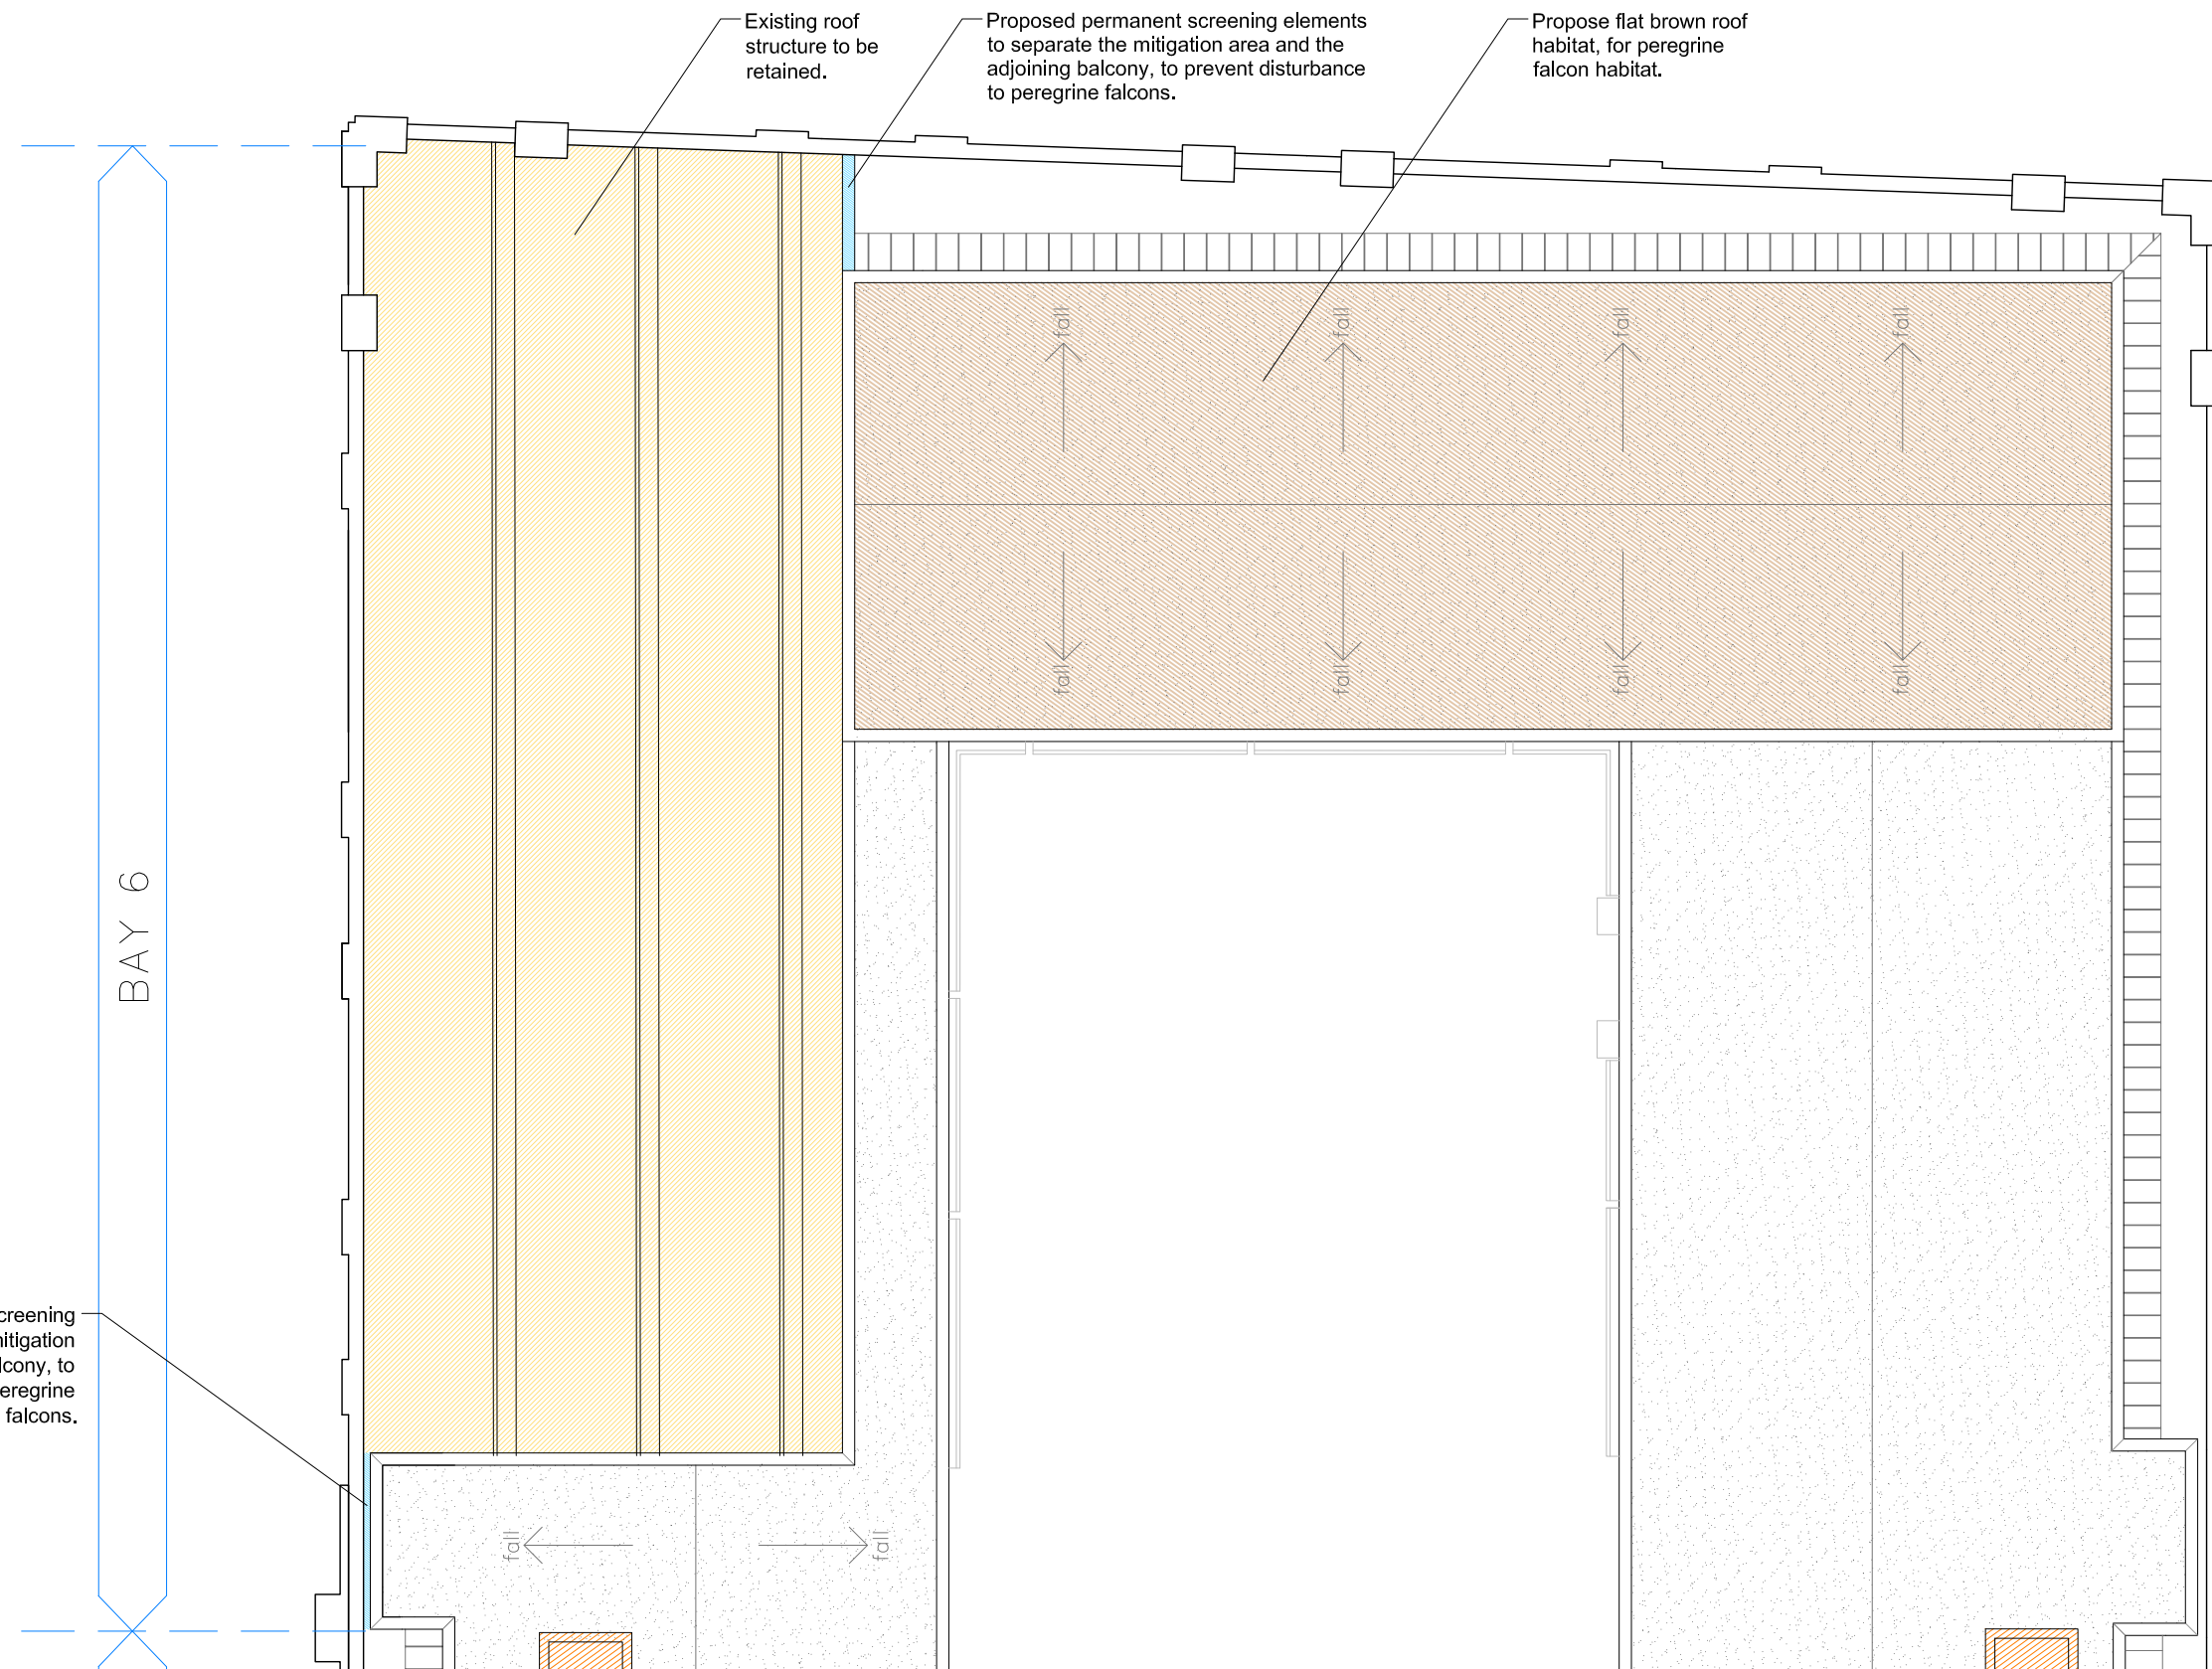 Existing roof
structure to be
retained.
Proposed permanent screening elements
to separate the mitigation area and the
adjoining balcony, to prevent disturbance
to peregrine falcons.
Propose flat brown roof
habitat, for peregrine
falcon habitat.
fall
fall
fall
fall
fall
fall
fall
fall
BAY 6
creening
nitigation
lcony, to
eregrine
falcons.
fall
fall